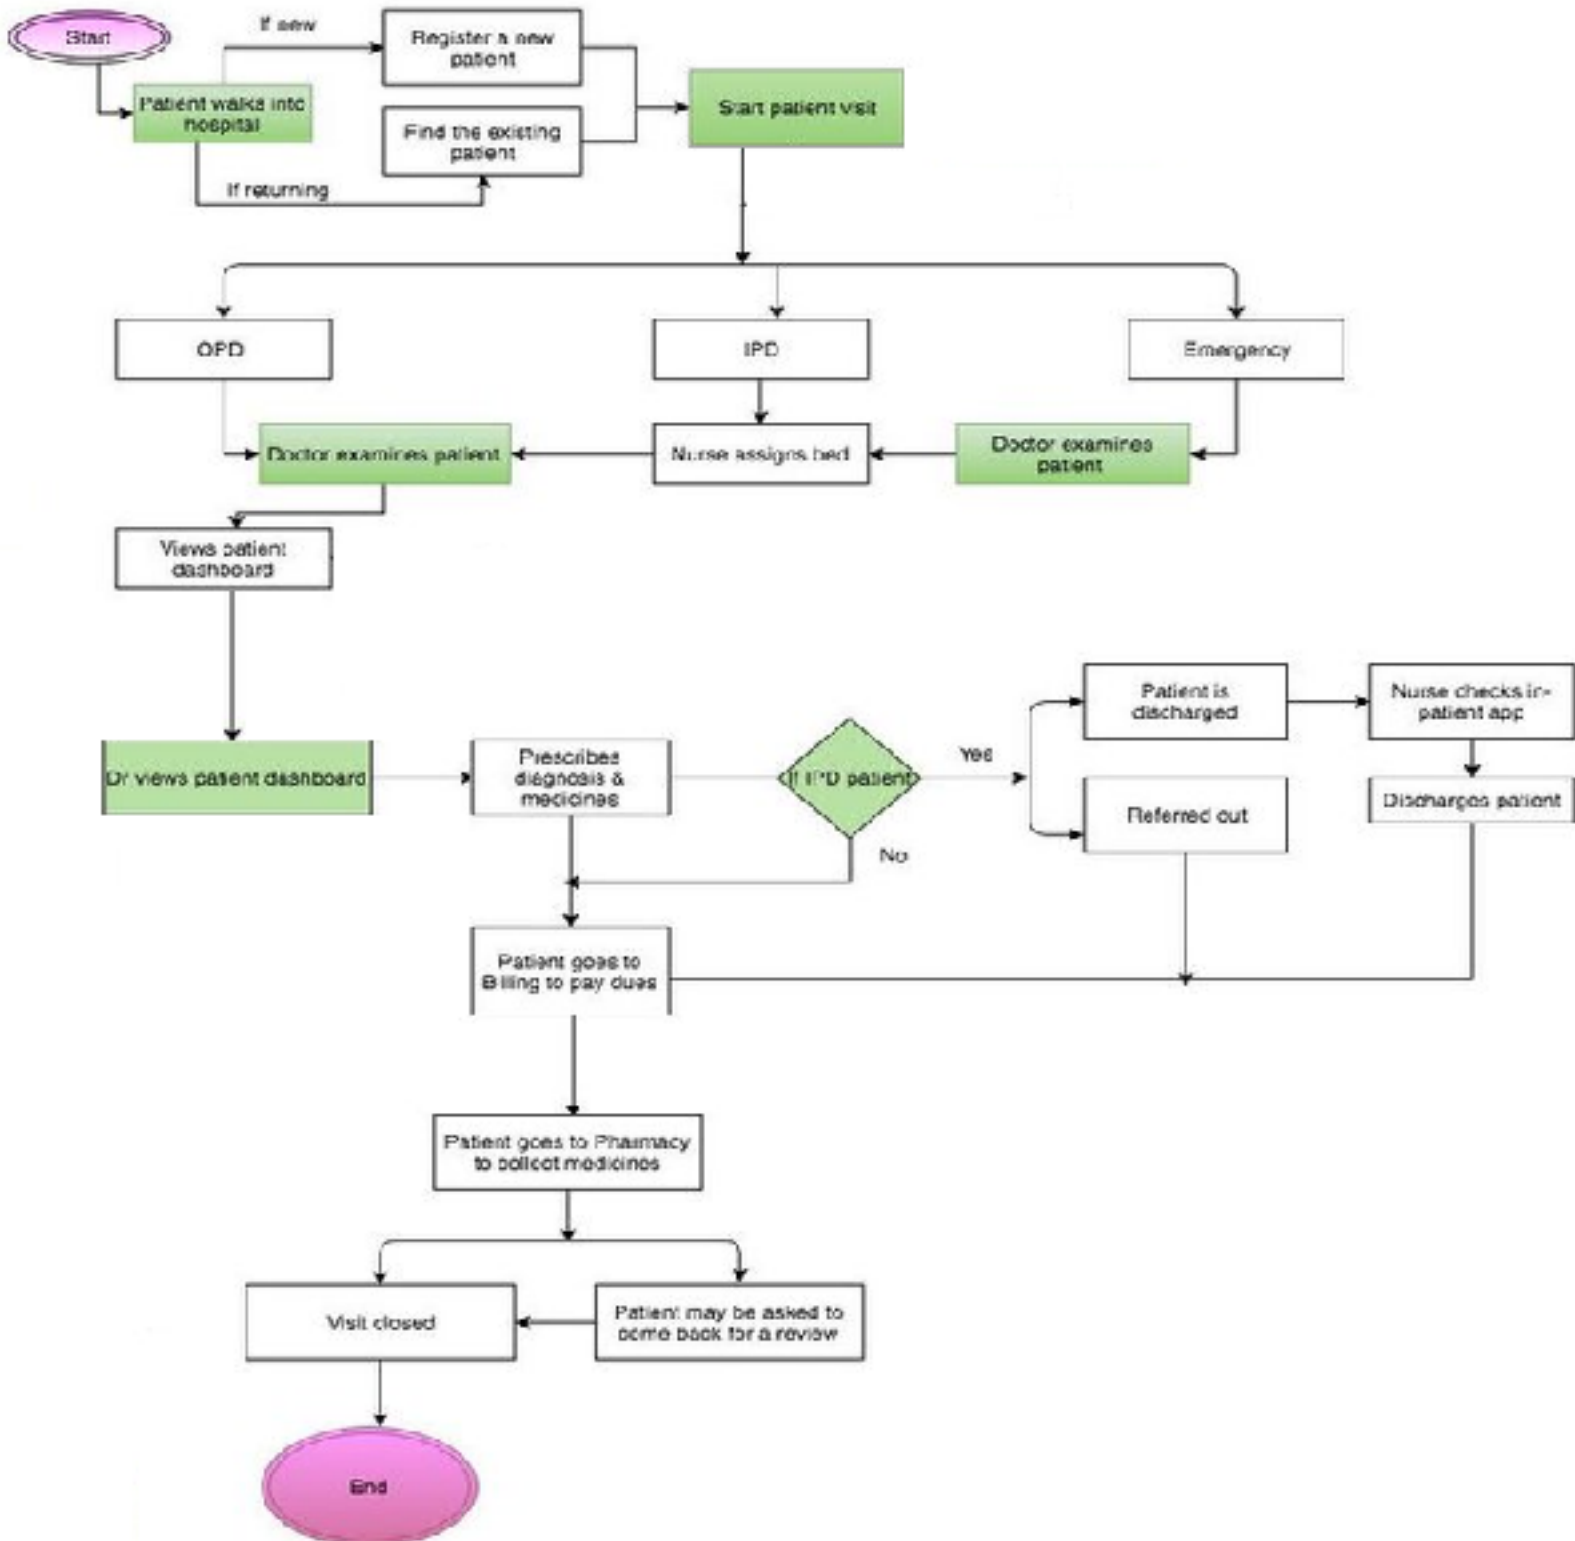 Start
If new
Register a new
patient
Patient walks into
hospital
Start patient visit
Find the existing
patient
If returning
OPD
IPD
Emergency
Doctor examines patient
Nurse assigns bed
Doctor examines
patient
Views patient
dashboard
Patient is
discharged
Nurse checks in-
patient app
Dr views patient dashboard
Prescribes
diagnosis &
medicines
If IPD patient
Yes
Referred out
Discharges patient
No
Patient goes to
Billing to pay dues
Patient goes to Pharmacy
to collect medicines
Visit closed
Patient may be asked to
come back for a review
End